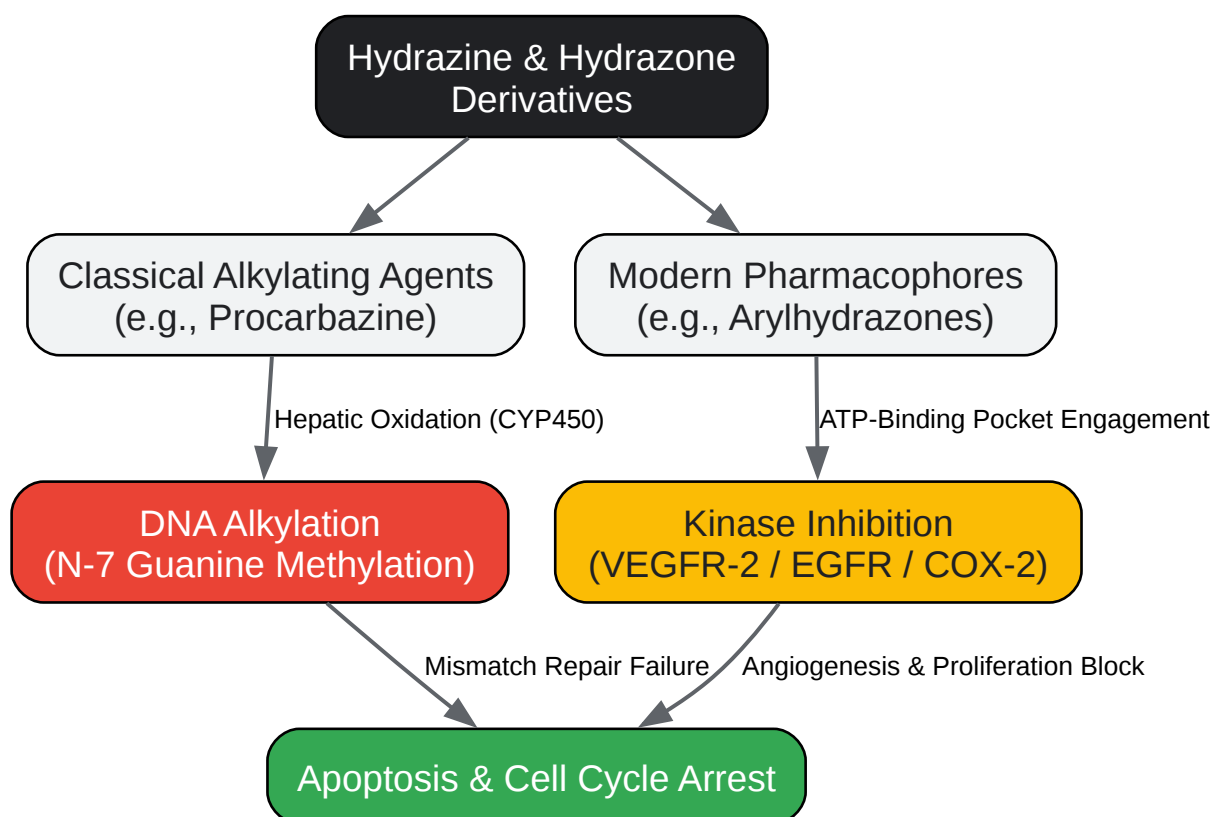 Hydrazine & Hydrazone
Derivatives
Classical Alkylating Agents
(e.g., Procarbazine)
Modern Pharmacophores
(e.g., Arylhydrazones)
Hepatic Oxidation (CYP450)
ATP-Binding Pocket Engagement
DNA Alkylation
(N-7 Guanine Methylation)
Kinase Inhibition
(VEGFR-2 / EGFR / COX-2)
Mismatch Repair Failure
Angiogenesis & Proliferation Block
Apoptosis & Cell Cycle Arrest